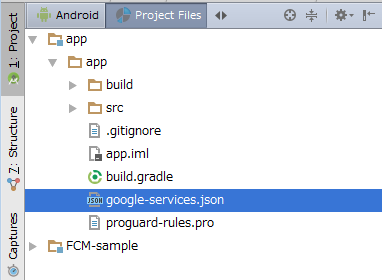 Android
Project Files
1: Project
7: Structure
Captures
app
app
build
src
.gitignore
app.iml
build.gradle
JSON
google-services.json
proguard-rules.pro
FCM-sample